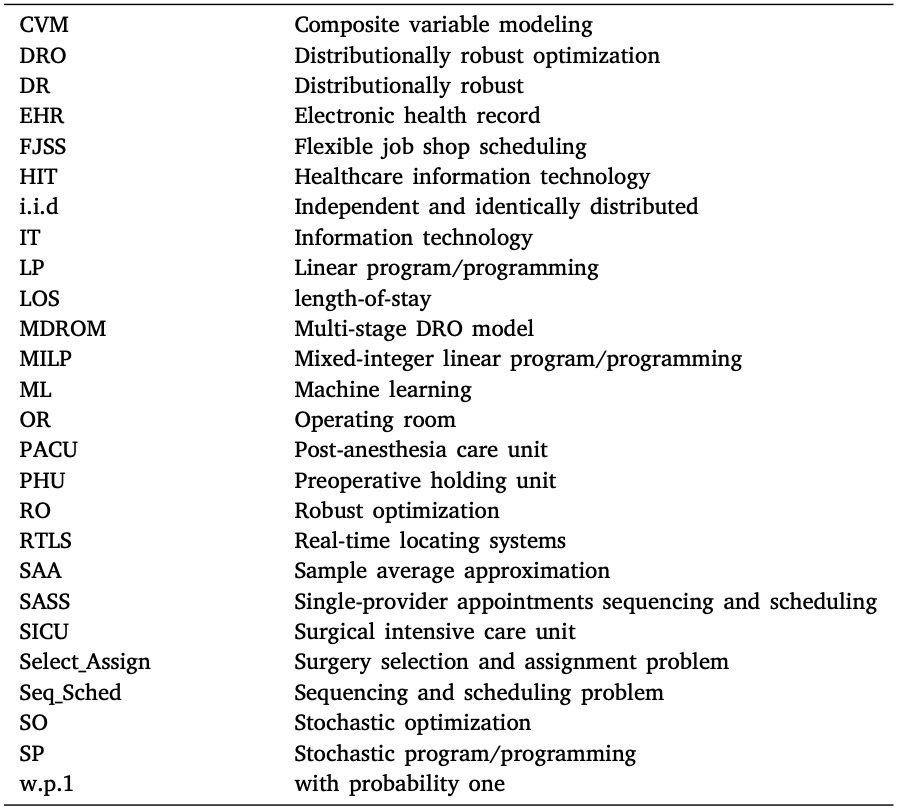 CVM Composite variable modeling
DRO Distributionally robust optimization
DR Distributionally robust
EHR Electronic health record
FJSS Flexible job shop scheduling
HIT Healthcare information technology
i.i.d Independent and identically distributed
IT Information technology
LP Linear program/programming
LOS length-of-stay
MDROM Multi-stage DRO model
MILP Mixed-integer linear program/programming
ML Machine learning
OR Operating room
PACU Post-anesthesia care unit
PHU Preoperative holding unit
RO Robust optimization
RTLS Real-time locating systems
SAA Sample average approximation
SASS Single-provider appointments sequencing and scheduling
SICU Surgical intensive care unit
Select_Assign Surgery selection and assignment problem
Seq_Sched Sequencing and scheduling problem
SO Stochastic optimization
SP Stochastic program/programming
w.p.1 with probability one